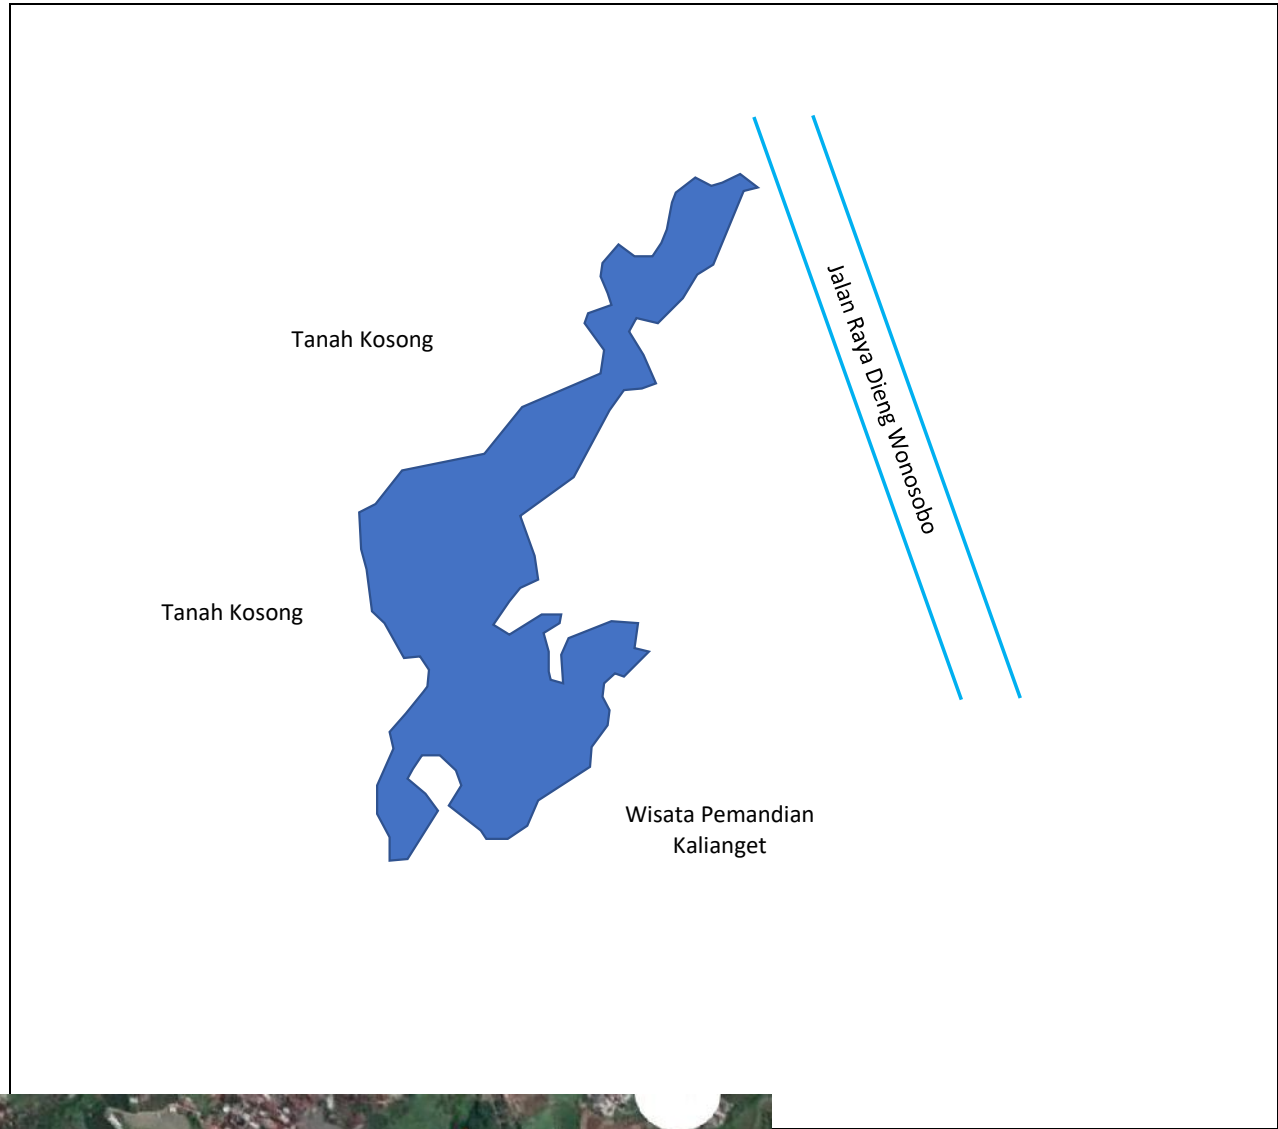 Jalan Raya Dieng Wonosobo
Tanah Kosong
Tanah Kosong
Wisata Pemandian
Kalianget